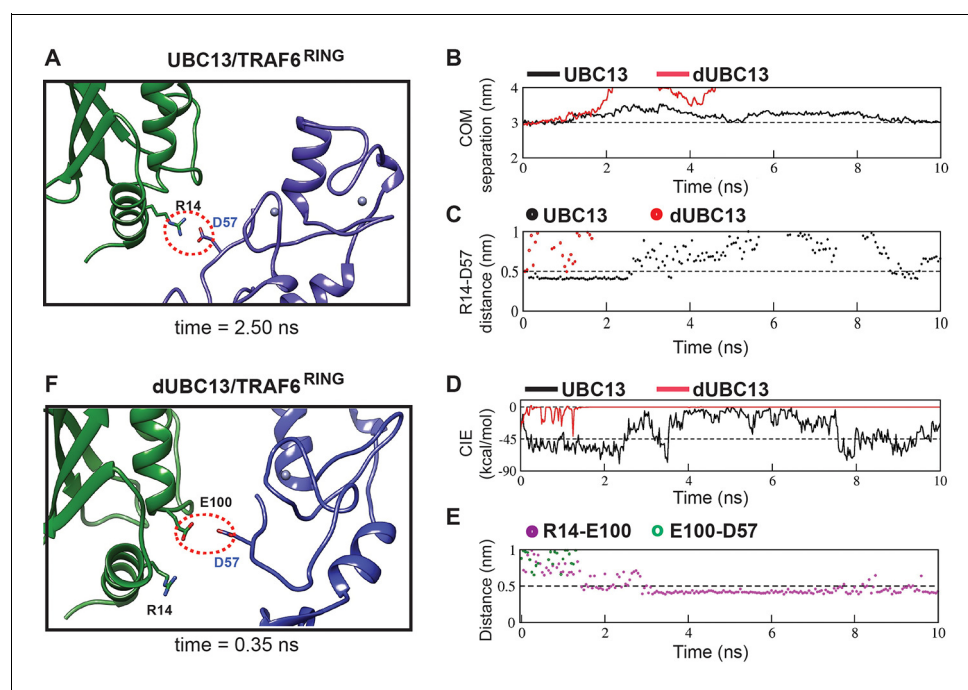 A
UBC13/TRAF6RING
R14
D57
time = 2.50 ns
F
dUBC13/TRAF6RING
E100
D57
R14
time = 0.35 ns
B
UBC13 dUBC13
COM separation (nm)
4
3
2
0 2 4 6 8 10
Time (ns)
C
UBC13 dUBC13
R14-D57 distance (nm)
1
0.5
0
0 2 4 6 8 10
Time (ns)
D
UBC13 dUBC13
CIE (kcal/mol)
0
-45
-90
0 2 4 6 8 10
Time (ns)
E
R14-E100 E100-D57
Distance (nm)
1
0.5
0
0 2 4 6 8 10
Time (ns)